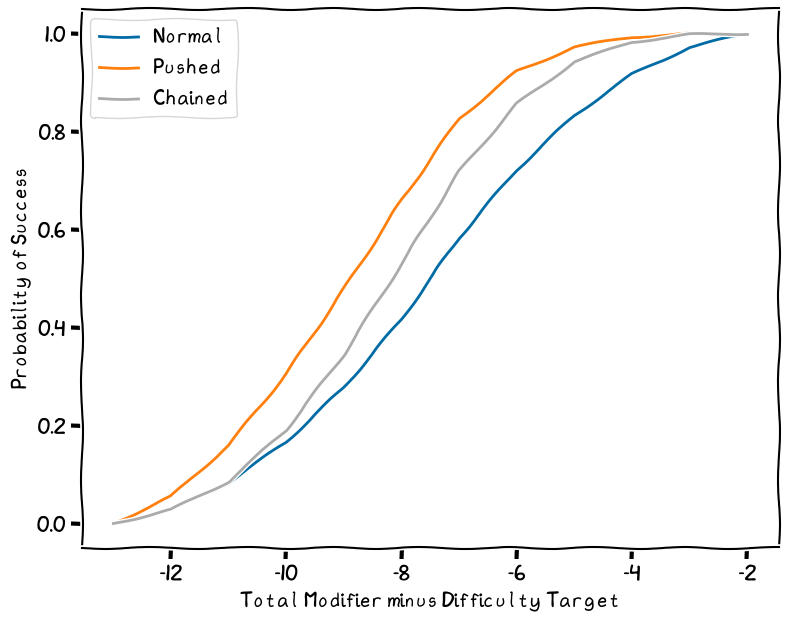 Normal
Pushed
Chained
1.0
0.8
0.6
0.4
0.2
0.0
Probability of Success
-12 -10 -8 -6 -4 -2
Total Modifier minus Difficulty Target